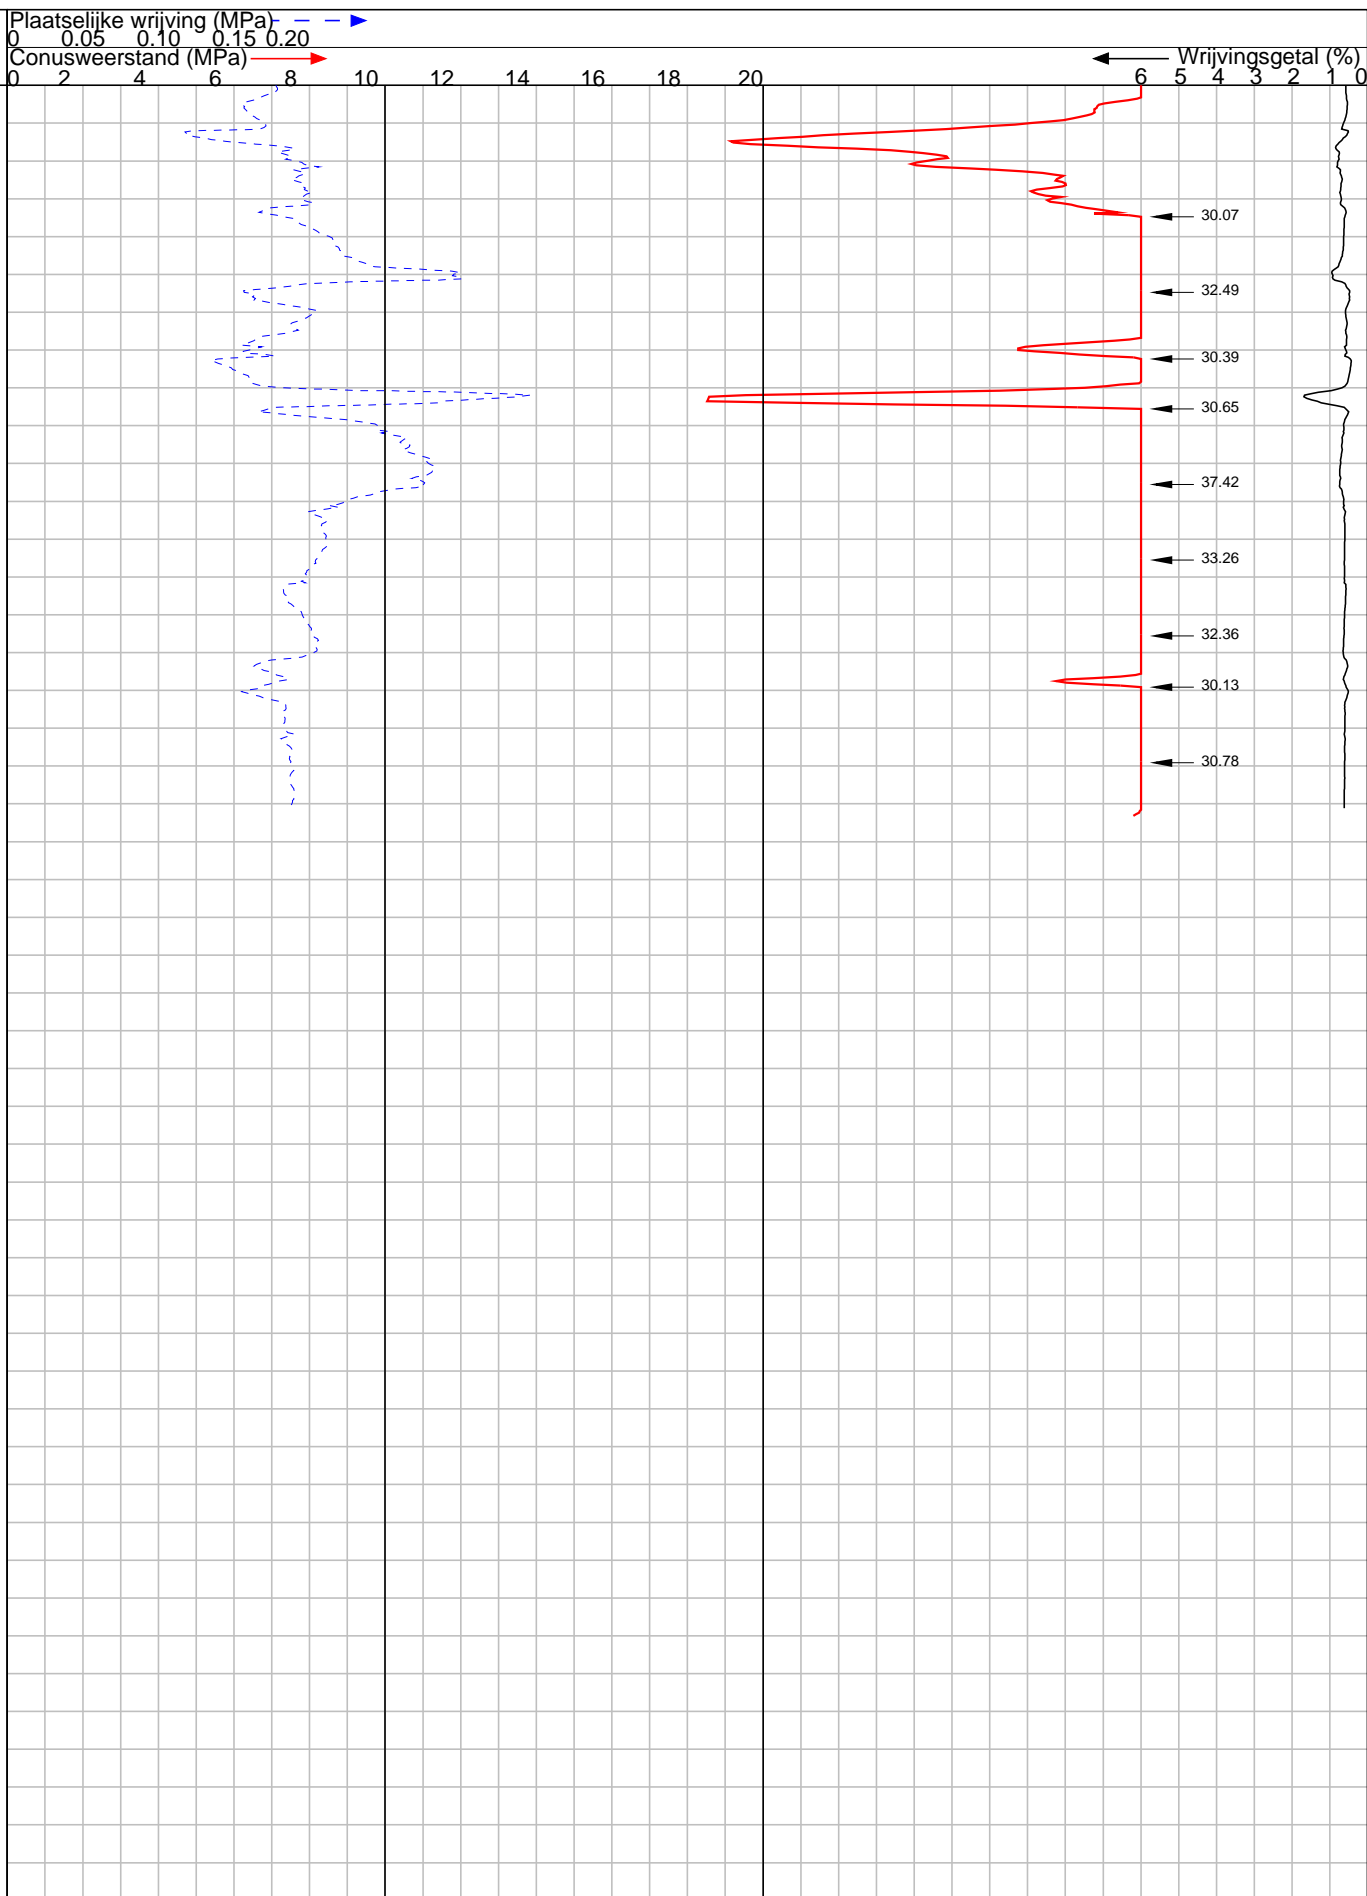 Plaatselijke wrijving (MPa)
0 0.05 0.10 0.15 0.20
Conusweerstand (MPa) Wrijvingsgetal (%)
0 2 4 6 8 10 12 14 16 18 20 6 5 4 3 2 1 0
30.07
32.49
30.39
30.65
37.42
33.26
32.36
30.13
30.78